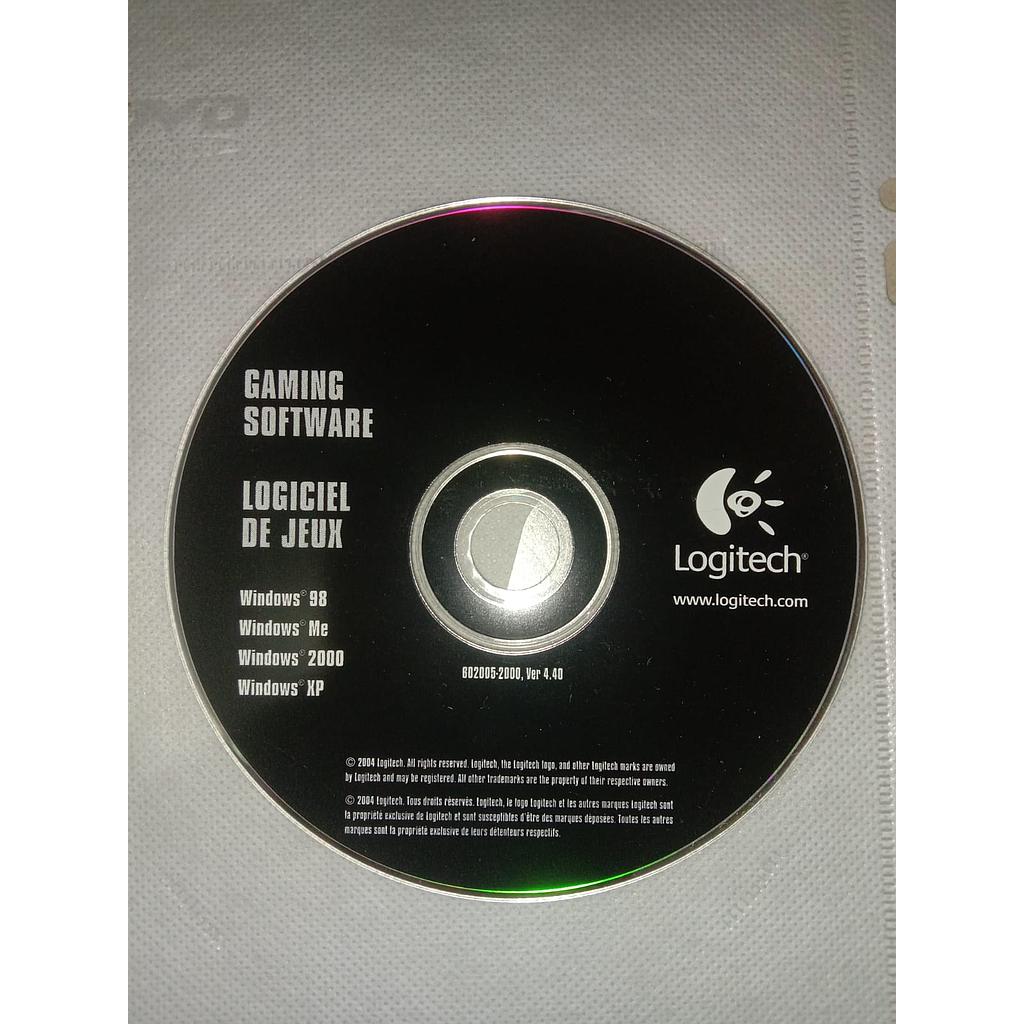 DVD
GAMING
SOFTWARE
LOGICIEL
DE JEUX
Windows® 98
Windows® Me
Windows® 2000
Windows® XP
Logitech®
www.logitech.com
602005-2000, Ver 4.40
© 2004 Logitech. All rights reserved. Logitech, the Logitech logo, and other Logitech marks are owned
by Logitech and may be registered. All other trademarks are the property of their respective owners.
© 2004 Logitech. Tous droits réservés. Logitech, le logo Logitech et les autres marques Logitech sont
la propriété exclusive de Logitech et sont susceptibles d'être des marques déposées. Toutes les autres
marques sont la propriété exclusive de leurs détenteurs respectifs.